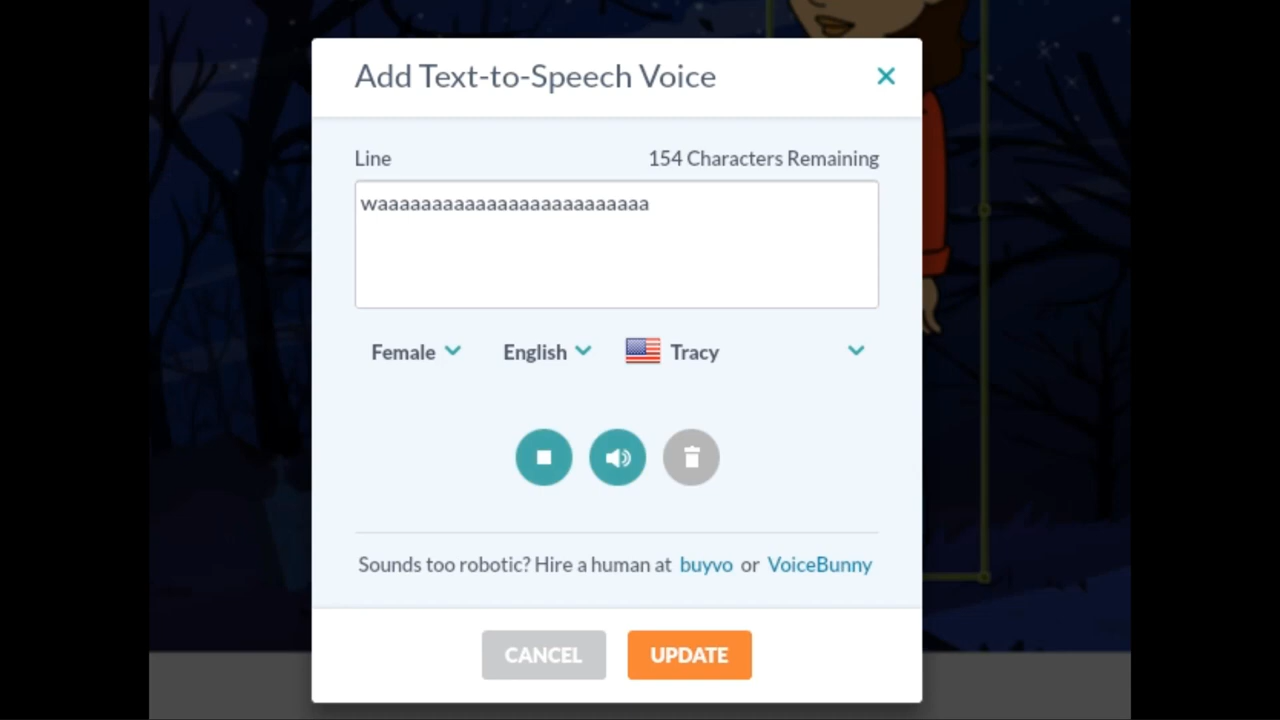 Add Text-to-Speech Voice
Line
154 Characters Remaining
waaaaaaaaaaaaaaaaaaaaaaaaa
Female
English
Tracy
Sounds too robotic? Hire a human at buyvo or VoiceBunny
CANCEL
UPDATE